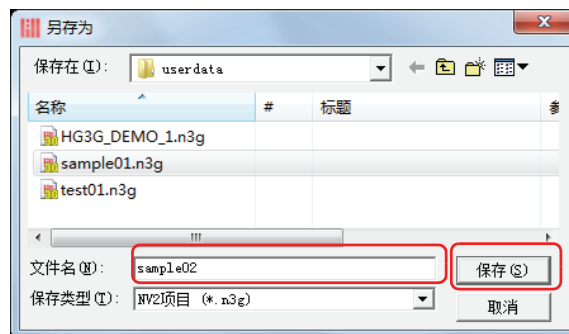 另存为
保存在(I): userdata
名称 # 标题
HG3G_DEMO_1.n3g
sample01.n3g
test01.n3g
文件名(N): sample02 保存(S)
保存类型(T): NV2项目 (*.n3g) 取消